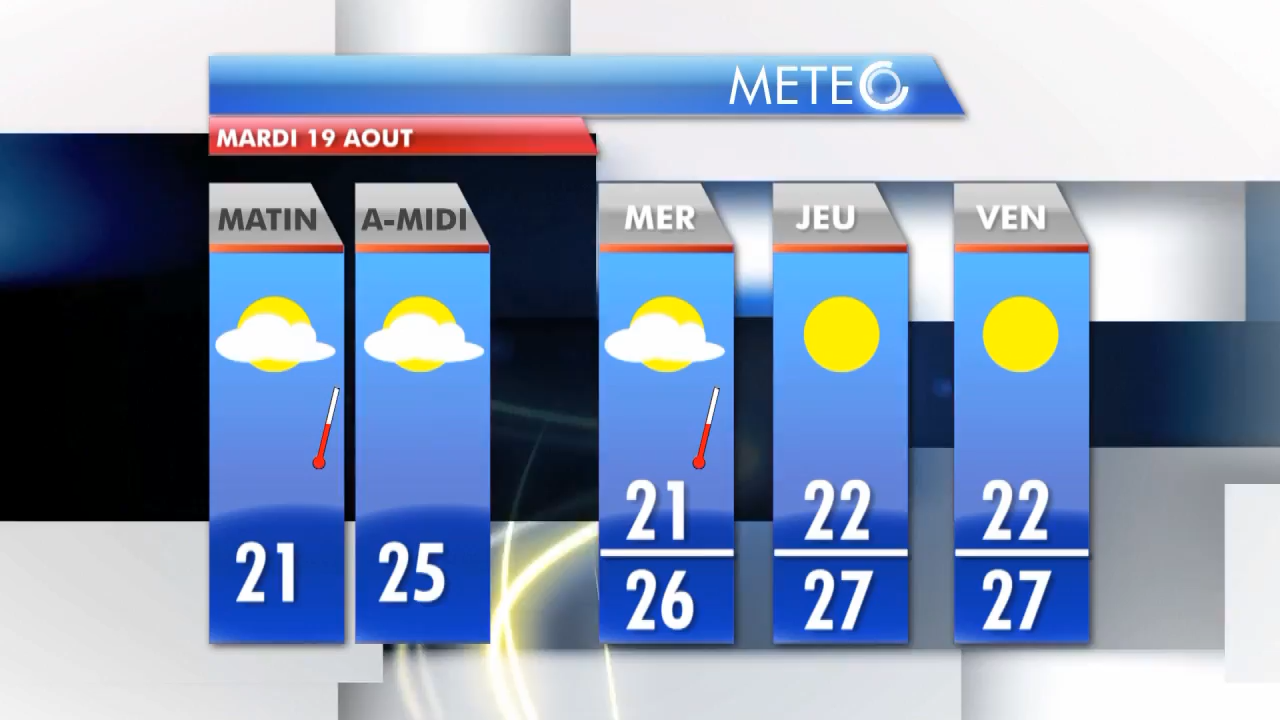 METEO
MARDI 19 AOUT
MATIN A-MIDI MER JEU VEN
21 22 22
21 25 26 27 27